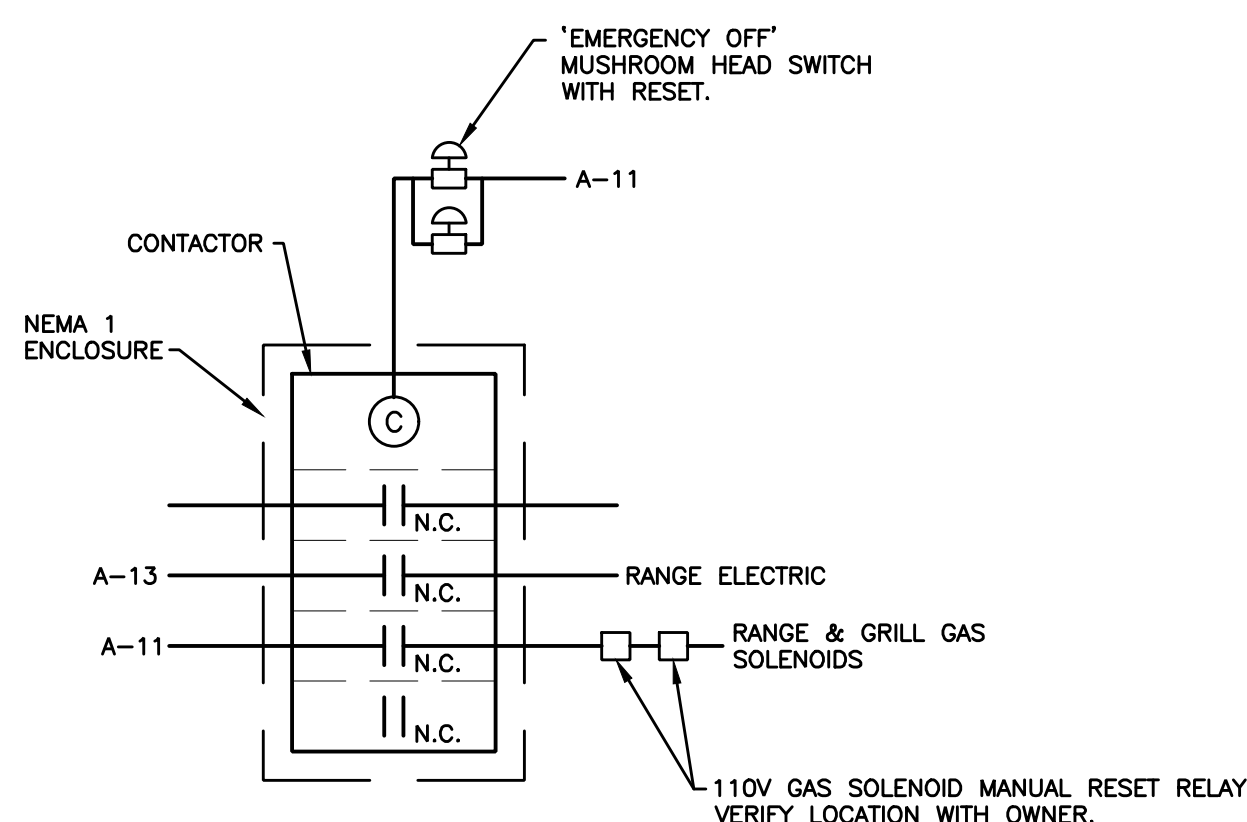 'EMERGENCY OFF'
MUSHROOM HEAD SWITCH
WITH RESET.
A-11
CONTACTOR
NEMA 1
ENCLOSURE
C
N.C.
A-13
RANGE ELECTRIC
N.C.
A-11
RANGE & GRILL GAS
SOLENOIDS
N.C.
N.C.
110V GAS SOLENOID MANUAL RESET RELAY
VERIFY LOCATION WITH OWNER.